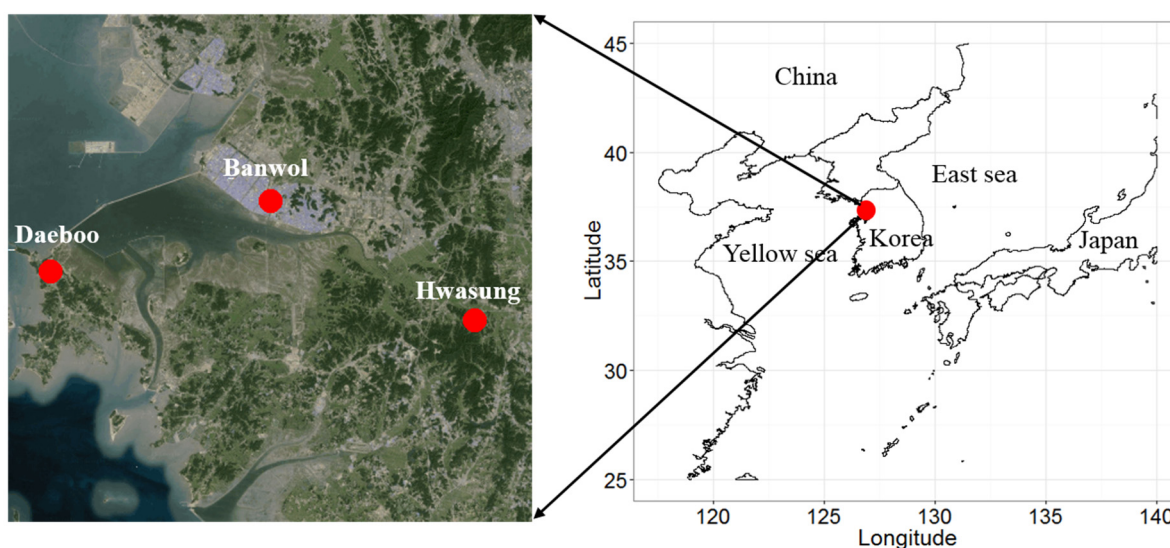 Banwol
Daeboo
Hwasung
45
40
35
30
25
Latitude
China
East sea
Yellow sea
Korea
Japan
120
125
130
135
140
Longitude